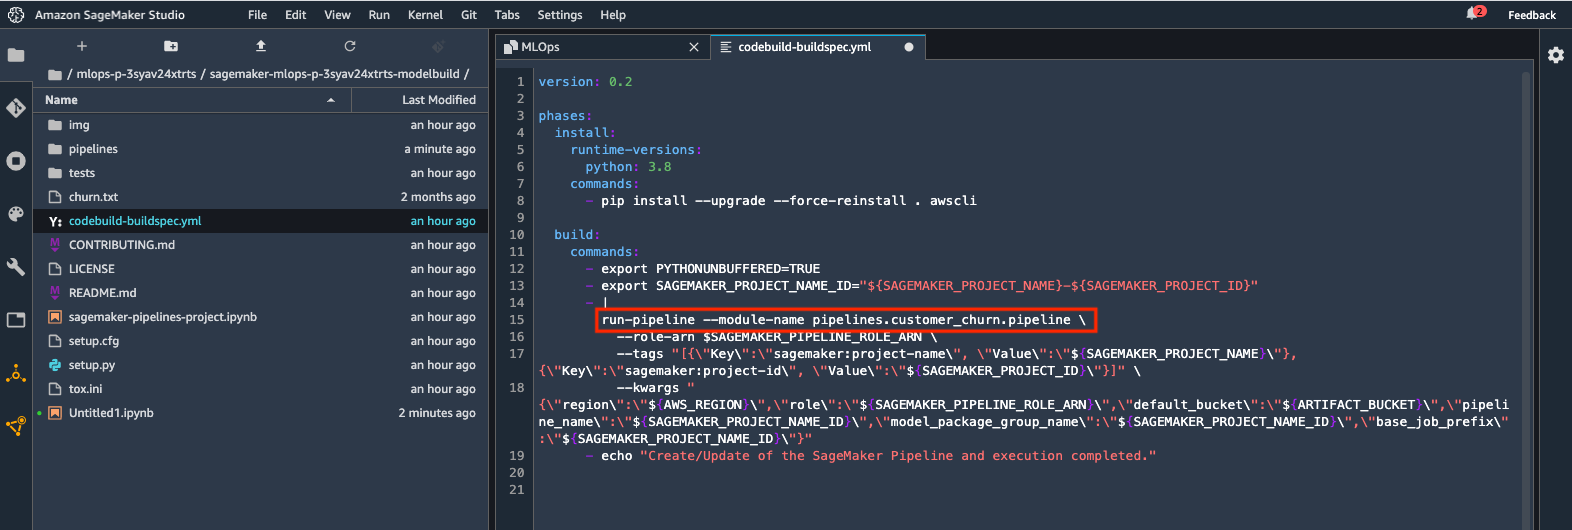 Amazon SageMaker Studio File Edit View Run Kernel Git Tabs Settings Help 2 Feedback
/ mlops-p-3syav24xtrts / sagemaker-mlops-p-3syav24xtrts-modelbuild /
Name Last Modified
img an hour ago
pipelines a minute ago
tests an hour ago
churn.txt 2 months ago
Y: codebuild-buildspec.yml an hour ago
CONTRIBUTING.md an hour ago
LICENSE an hour ago
README.md an hour ago
sagemaker-pipelines-project.ipynb an hour ago
setup.cfg an hour ago
setup.py an hour ago
tox.ini an hour ago
Untitled1.ipynb 2 minutes ago
MLOps codebuild-buildspec.yml
1 version: 0.2
2
3 phases:
4 install:
5 runtime-versions:
6 python: 3.8
7 commands:
8 - pip install --upgrade --force-reinstall . awscli
9
10 build:
11 commands:
12 - export PYTHONUNBUFFERED=TRUE
13 - export SAGEMAKER_PROJECT_NAME_ID="${SAGEMAKER_PROJECT_NAME}-${SAGEMAKER_PROJECT_ID}"
14 - |
15 run-pipeline --module-name pipelines.customer_churn.pipeline \
16 --role-arn $SAGEMAKER_PIPELINE_ROLE_ARN \
17 --tags "[{\"Key\":\"sagemaker:project-name\", \"Value\":\"${SAGEMAKER_PROJECT_NAME}\"},
{\"Key\":\"sagemaker:project-id\", \"Value\":\"${SAGEMAKER_PROJECT_ID}\"}]" \
18 --kwargs "
{\"region\":\"${AWS_REGION}\",\"role\":\"${SAGEMAKER_PIPELINE_ROLE_ARN}\",\"default_bucket\":\"${ARTIFACT_BUCKET}\",\"pipeli
ne_name\":\"${SAGEMAKER_PROJECT_NAME_ID}\",\"model_package_group_name\":\"${SAGEMAKER_PROJECT_NAME_ID}\",\"base_job_prefix\"
:\"${SAGEMAKER_PROJECT_NAME_ID}\"}"
19 - echo "Create/Update of the SageMaker Pipeline and execution completed."
20
21